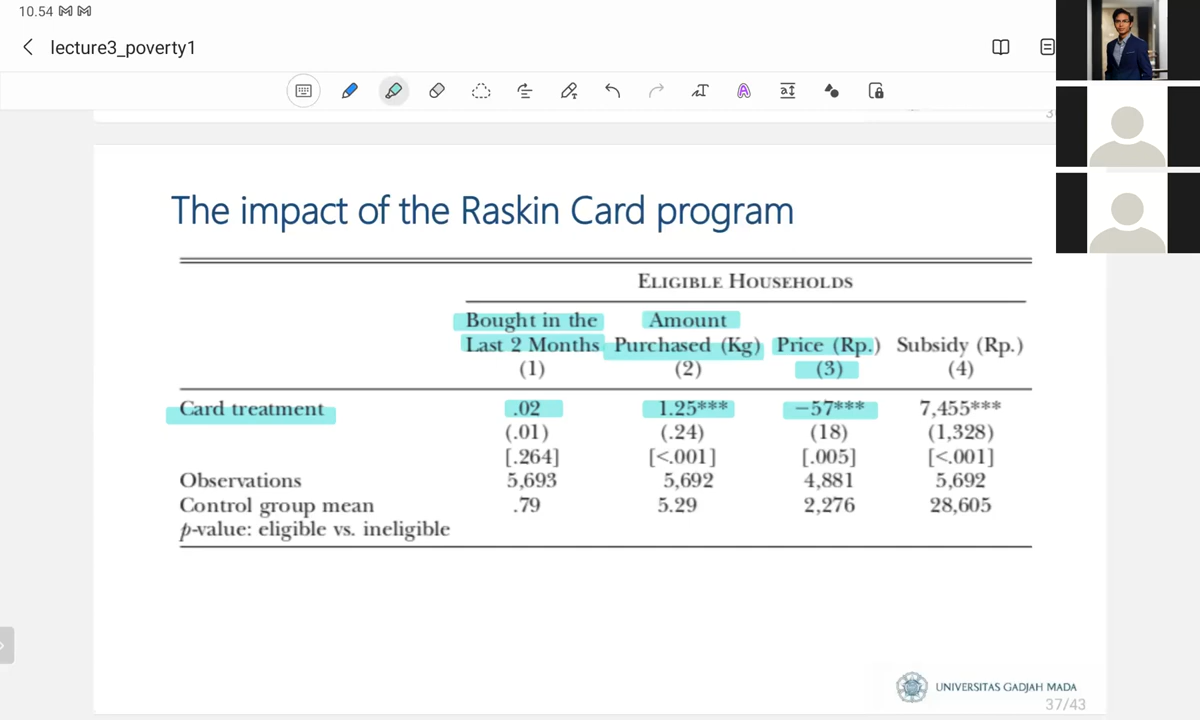 10.54
lecture3_poverty1
The impact of the Raskin Card program
ELIGIBLE HOUSEHOLDS
Bought in the Last 2 Months (1)
Amount Purchased (Kg) (2)
Price (Rp.) (3)
Subsidy (Rp.) (4)
Card treatment .02 1.25*** −57*** 7,455***
(.01) (.24) (18) (1,328)
[.264] [<.001] [.005] [<.001]
Observations 5,693 5,692 4,881 5,692
Control group mean .79 5.29 2,276 28,605
p-value: eligible vs. ineligible
UNIVERSITAS GADJAH MADA
37/43